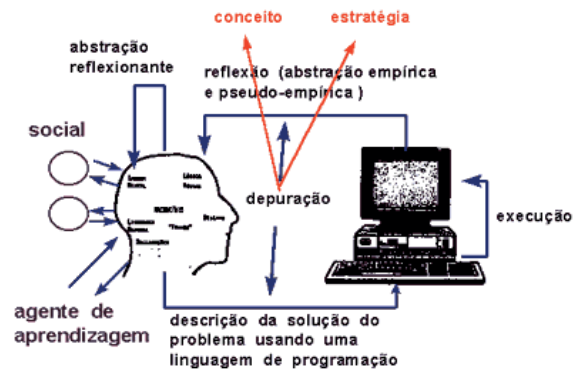 conceito
estratégia
abstração
reflexionante
reflexão (abstração empírica
e pseudo-empírica )
social
depuração
execução
agente de
aprendizagem
descrição da solução do
problema usando uma
linguagem de programação